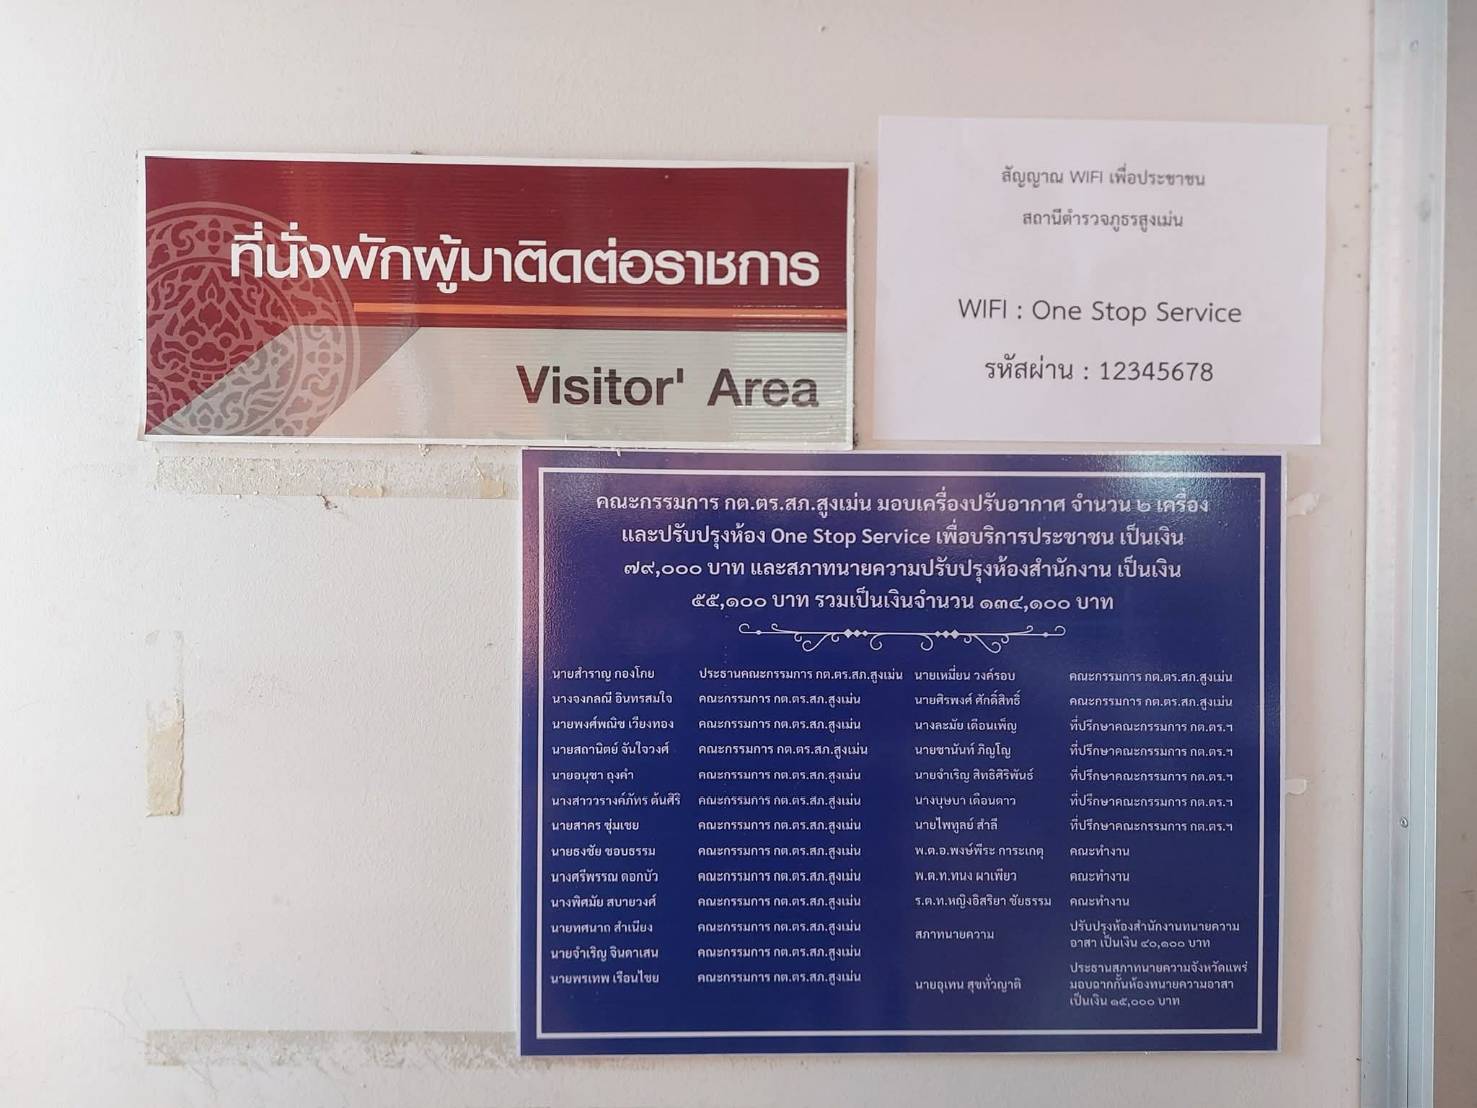 ที่นั่งพักผู้มาติดต่อราชการ
Visitor' Area
สัญญาณ WIFI เพื่อประชาชน
สถานีตำรวจภูธรสูงเม่น
WIFI : One Stop Service
รหัสผ่าน : 12345678
คณะกรรมการ กต.ตร.สภ.สูงเม่น มอบเครื่องปรับอากาศ จำนวน ๒ เครื่อง
และปรับปรุงห้อง One Stop Service เพื่อบริการประชาชน เป็นเงิน
๗๙,๐๐๐ บาท และสภาทนายความปรับปรุงห้องสำนักงาน เป็นเงิน
๕๕,๑๐๐ บาท รวมเป็นเงินจำนวน ๑๓๔,๑๐๐ บาท
นายสำราญ กองโกย ประธานคณะกรรมการ กต.ตร.สภ.สูงเม่น
นางจงกลณี อินทรสมใจ คณะกรรมการ กต.ตร.สภ.สูงเม่น
นายพงศ์พณิช เวียงทอง คณะกรรมการ กต.ตร.สภ.สูงเม่น
นายสถานิตย์ จันใจวงศ์ คณะกรรมการ กต.ตร.สภ.สูงเม่น
นายอนุชา ถุงคำ คณะกรรมการ กต.ตร.สภ.สูงเม่น
นางสาววรางค์ภัทร ต้นศิริ คณะกรรมการ กต.ตร.สภ.สูงเม่น
นายสาคร ชุ่มเชย คณะกรรมการ กต.ตร.สภ.สูงเม่น
นายธงชัย ชอบธรรม คณะกรรมการ กต.ตร.สภ.สูงเม่น
นางศรีพรรณ ดอกบัว คณะกรรมการ กต.ตร.สภ.สูงเม่น
นางพิศมัย สบายวงศ์ คณะกรรมการ กต.ตร.สภ.สูงเม่น
นายทศนาถ สำเนียง คณะกรรมการ กต.ตร.สภ.สูงเม่น
นายจำเริญ จินดาเสน คณะกรรมการ กต.ตร.สภ.สูงเม่น
นายพรเทพ เรือนไชย คณะกรรมการ กต.ตร.สภ.สูงเม่น
นายเหมี่ยน วงค์รอบ คณะกรรมการ กต.ตร.สภ.สูงเม่น
นายศิรพงศ์ ศักดิ์สิทธิ์ คณะกรรมการ กต.ตร.สภ.สูงเม่น
นางละมัย เดือนเพ็ญ ที่ปรึกษาคณะกรรมการ กต.ตร.ฯ
นายชานันท์ ภิญโญ ที่ปรึกษาคณะกรรมการ กต.ตร.ฯ
นายจำเริญ สิทธิศิริพันธ์ ที่ปรึกษาคณะกรรมการ กต.ตร.ฯ
นางบุษบา เดือนดาว ที่ปรึกษาคณะกรรมการ กต.ตร.ฯ
นายไพทูลย์ สำลี ที่ปรึกษาคณะกรรมการ กต.ตร.ฯ
พ.ต.อ.พงษ์พีระ การะเกตุ คณะทำงาน
พ.ต.ท.ทนง ผาเพียว คณะทำงาน
ร.ต.ท.หญิงอิสริยา ชัยธรรม คณะทำงาน
สภาทนายความ ปรับปรุงห้องสำนักงานทนายความ
อาสา เป็นเงิน ๔๐,๑๐๐ บาท
นายอุเทน สุขทั่วญาติ ประธานสภาทนายความจังหวัดแพร่
มอบฉากกั้นห้องทนายความอาสา
เป็นเงิน ๑๕,๐๐๐ บาท